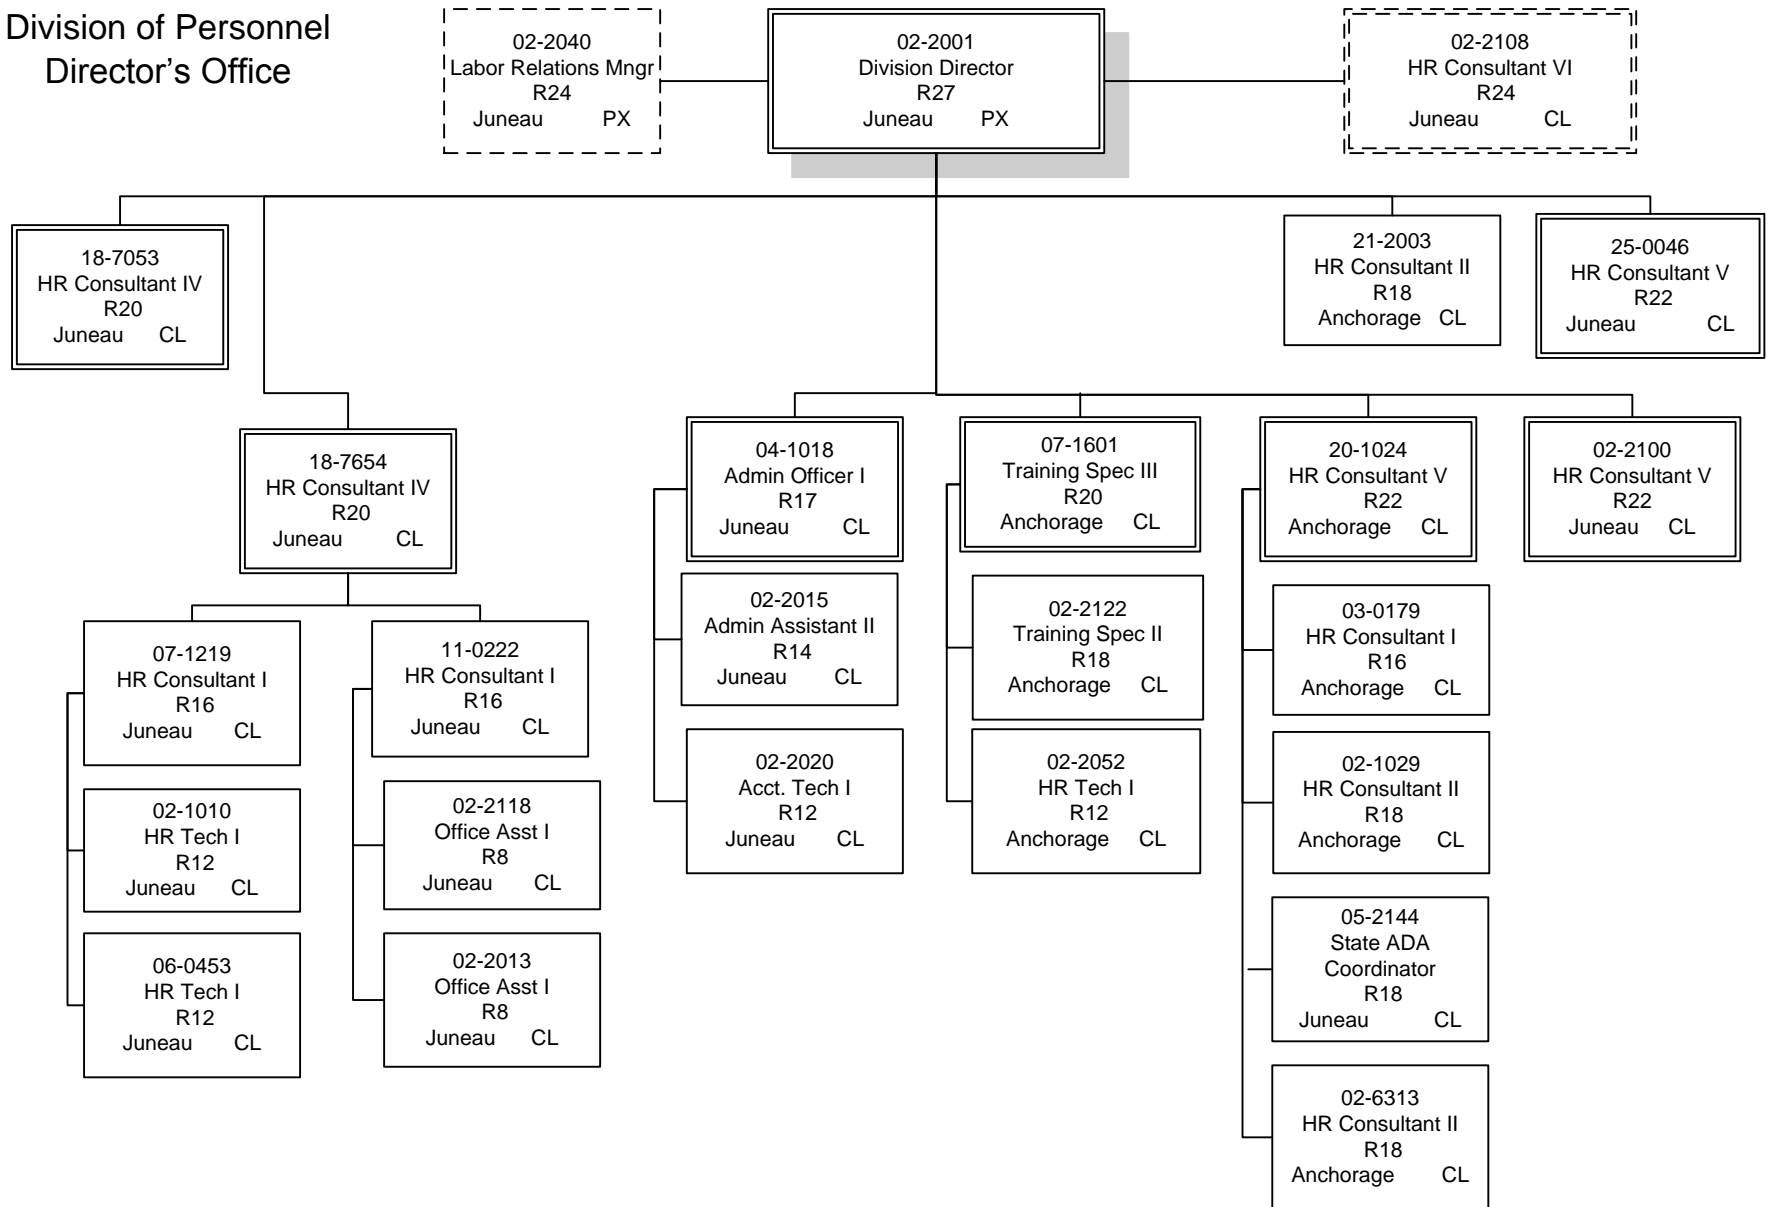 Division of Personnel
Director's Office
02-2040
Labor Relations Mngr
R24
Juneau PX
02-2001
Division Director
R27
Juneau PX
02-2108
HR Consultant VI
R24
Juneau CL
18-7053
HR Consultant IV
R20
Juneau CL
21-2003
HR Consultant II
R18
Anchorage CL
25-0046
HR Consultant V
R22
Juneau CL
18-7654
HR Consultant IV
R20
Juneau CL
04-1018
Admin Officer I
R17
Juneau CL
07-1601
Training Spec III
R20
Anchorage CL
20-1024
HR Consultant V
R22
Anchorage CL
02-2100
HR Consultant V
R22
Juneau CL
07-1219
HR Consultant I
R16
Juneau CL
11-0222
HR Consultant I
R16
Juneau CL
02-2015
Admin Assistant II
R14
Juneau CL
02-2122
Training Spec II
R18
Anchorage CL
03-0179
HR Consultant I
R16
Anchorage CL
02-1010
HR Tech I
R12
Juneau CL
02-2118
Office Asst I
R8
Juneau CL
02-2020
Acct. Tech I
R12
Juneau CL
02-2052
HR Tech I
R12
Anchorage CL
02-1029
HR Consultant II
R18
Anchorage CL
06-0453
HR Tech I
R12
Juneau CL
02-2013
Office Asst I
R8
Juneau CL
05-2144
State ADA
Coordinator
R18
Juneau CL
02-6313
HR Consultant II
R18
Anchorage CL